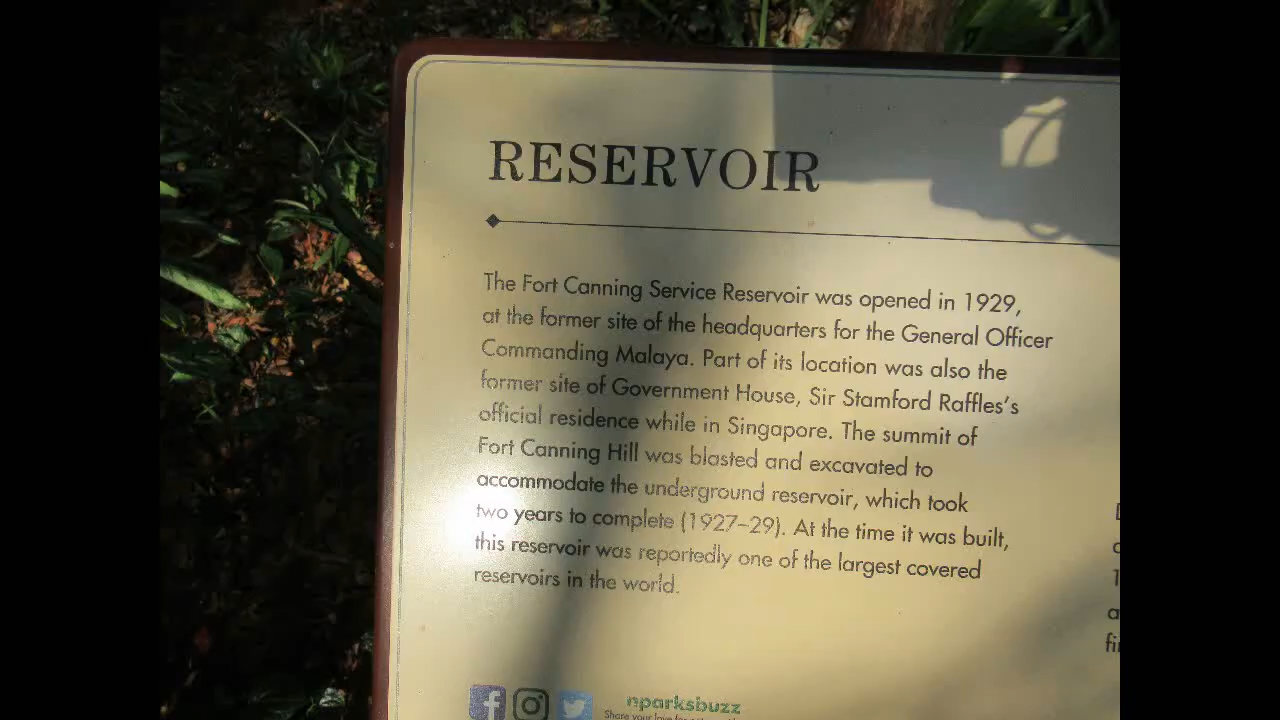 RESERVOIR
The Fort Canning Service Reservoir was opened in 1929,
at the former site of the headquarters for the General Officer
Commanding Malaya. Part of its location was also the
former site of Government House, Sir Stamford Raffles's
official residence while in Singapore. The summit of
Fort Canning Hill was blasted and excavated to
accommodate the underground reservoir, which took
two years to complete (1927–29). At the time it was built,
this reservoir was reportedly one of the largest covered
reservoirs in the world.
nparksbuzz
Share your love for